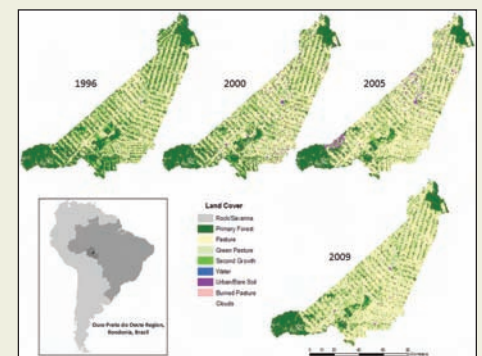 1996
2000
2005
Land Cover
Rock/Savanna
Primary Forest
Pasture
Green Pasture
Second Growth
Water
Urban/Bare Soil
Burned Pasture
Clouds
2009
Ouro Preto do Oeste Region,
Rondonia, Brazil